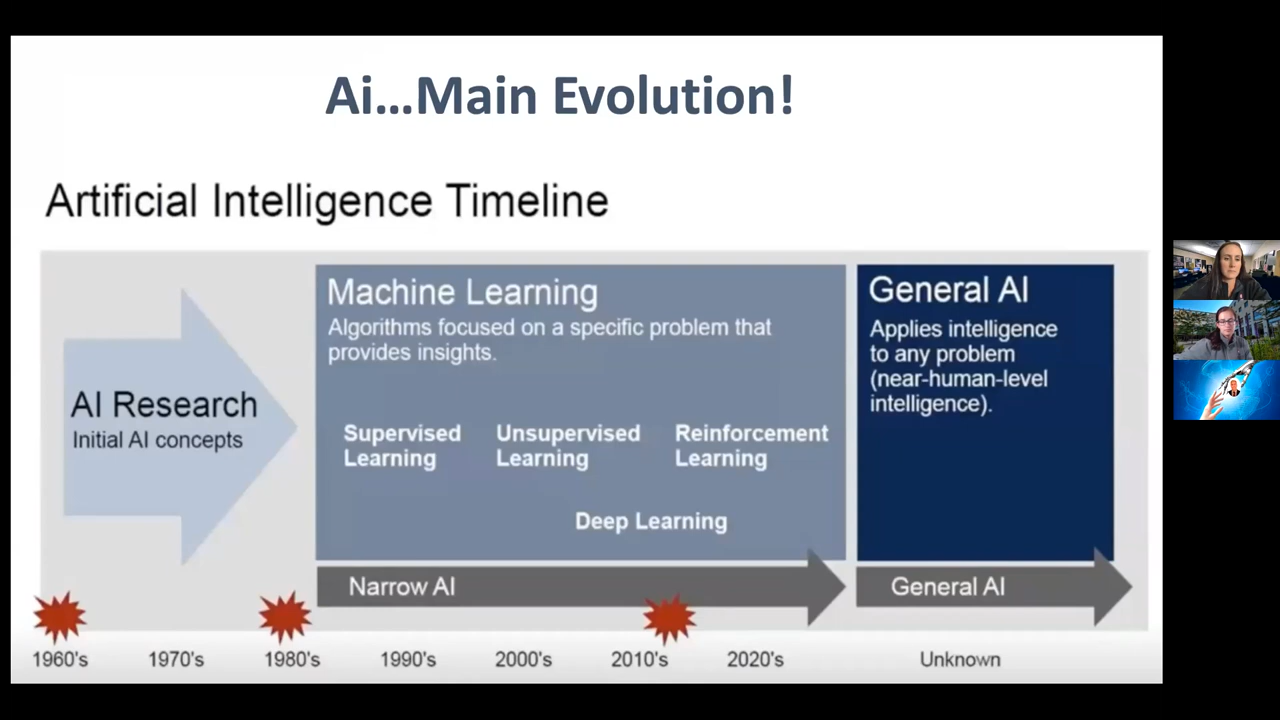 Ai...Main Evolution!
Artificial Intelligence Timeline
AI Research
Initial AI concepts
Machine Learning
Algorithms focused on a specific problem that
provides insights.
Supervised
Learning
Unsupervised
Learning
Reinforcement
Learning
Deep Learning
General AI
Applies intelligence
to any problem
(near-human-level
intelligence).
Narrow AI
General AI
1960's
1970's
1980's
1990's
2000's
2010's
2020's
Unknown